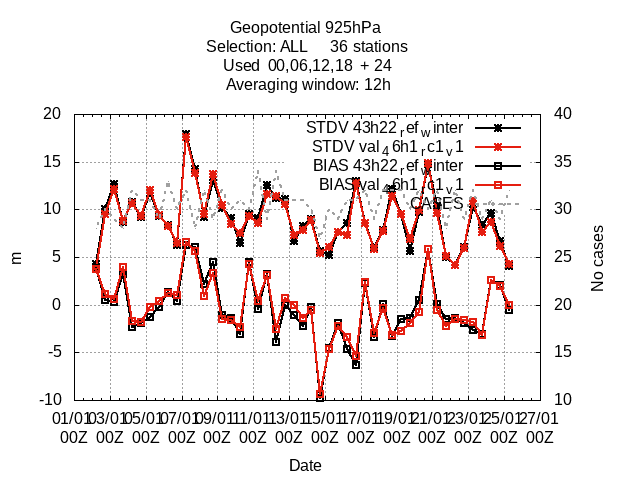 Geopotential 925hPa
Selection: ALL 36 stations
Used 00,06,12,18 + 24
Averaging window: 12h
20 40
STDV 43h22refwinter
STDV val46h1rc1v1
15 35
BIAS 43h22refwinter
BIAS val46h1rc1v1
CASES
10 30
5 25
m No cases
0 20
-5 15
-10 10
01/01 03/01 05/01 07/01 09/01 11/01 13/01 15/01 17/01 19/01 21/01 23/01 25/01 27/01
00Z 00Z 00Z 00Z 00Z 00Z 00Z 00Z 00Z 00Z 00Z 00Z 00Z 00Z
Date